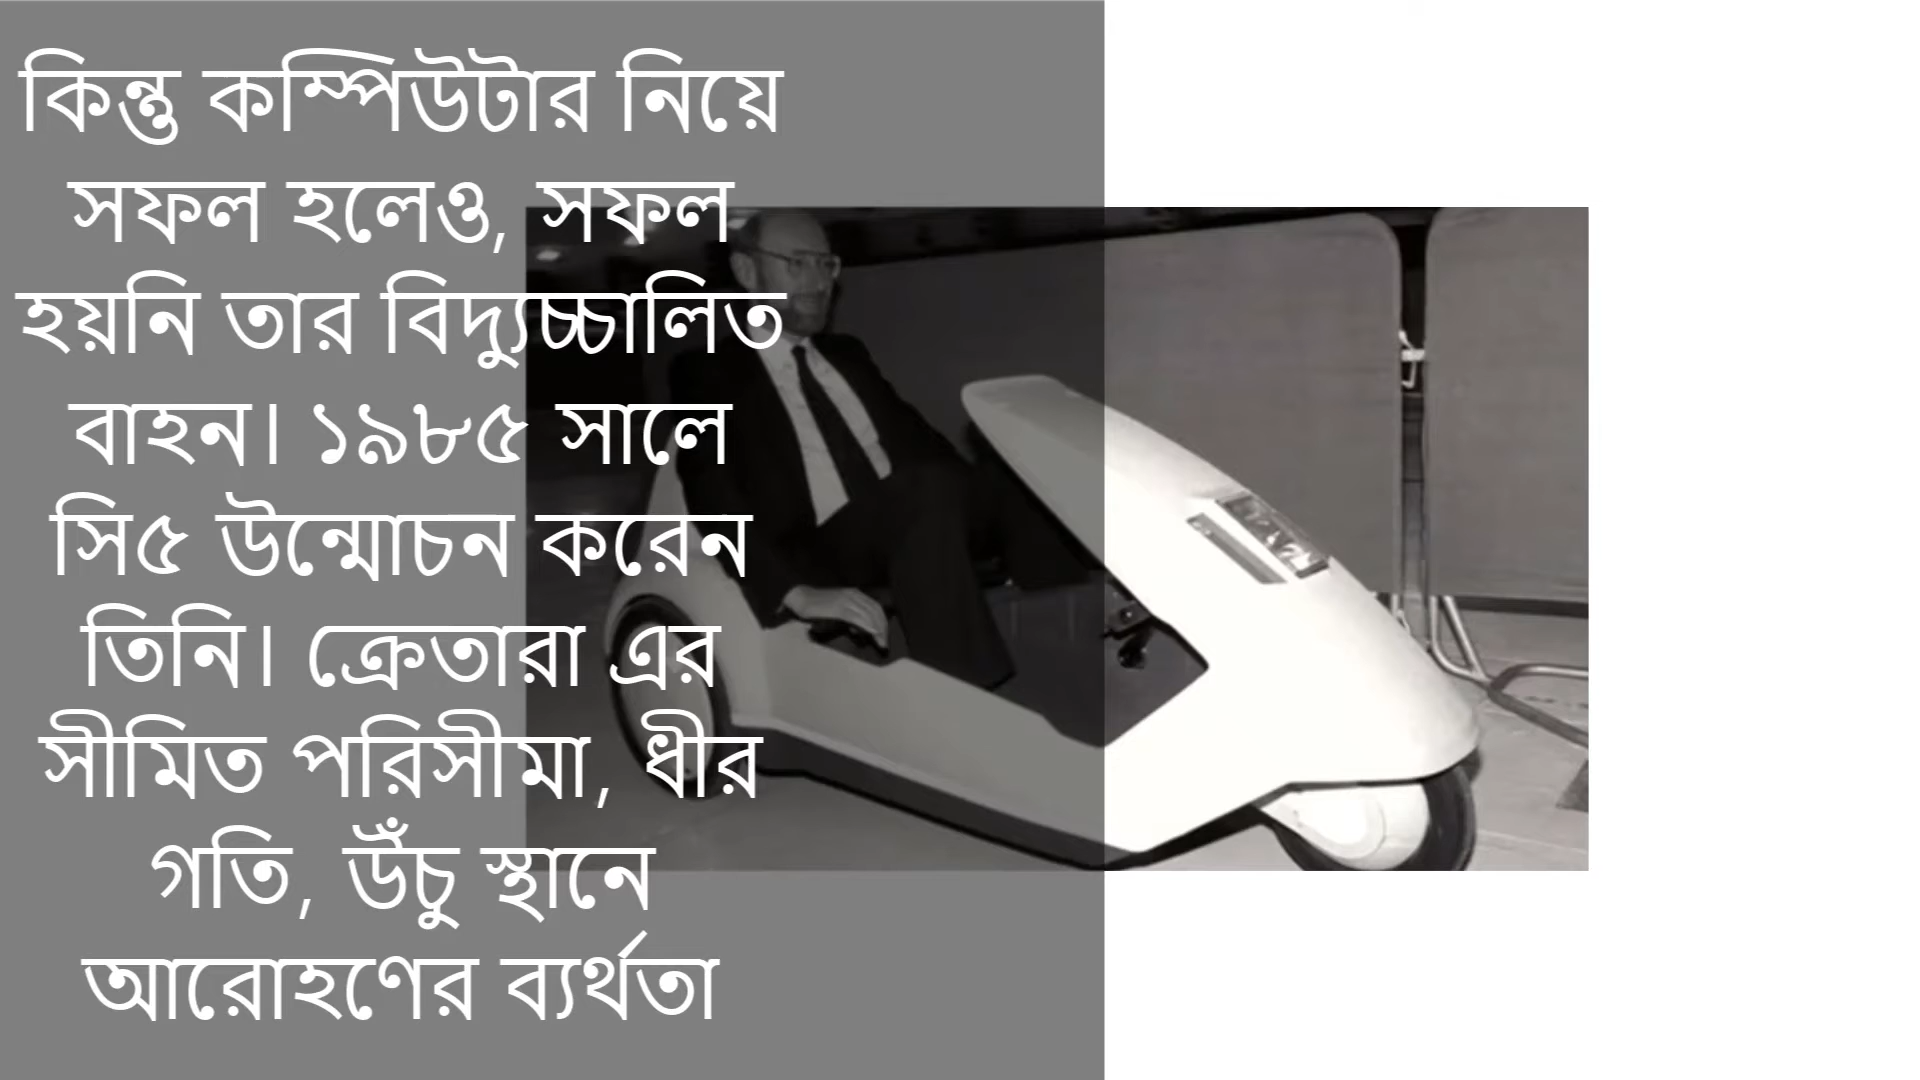 কিন্তু কম্পিউটার নিয়ে
সফল হলেও, সফল
হয়নি তার বিদ্যুচ্চালিত
বাহন। ১৯৮৫ সালে
সি৫ উন্মোচন করেন
তিনি। ক্রেতারা এর
সীমিত পরিসীমা, ধীর
গতি, উঁচু স্থানে
আরোহণের ব্যর্থতা